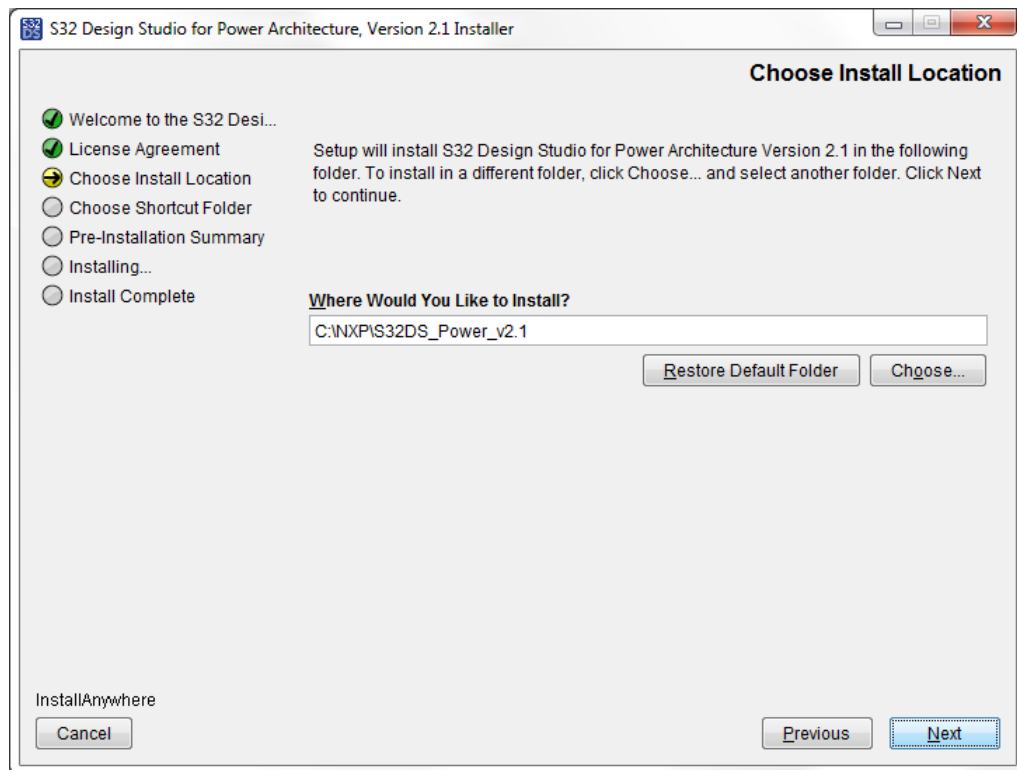 S32 DS
S32 Design Studio for Power Architecture, Version 2.1 Installer
Choose Install Location
Welcome to the S32 Desi...
License Agreement
Choose Install Location
Choose Shortcut Folder
Pre-Installation Summary
Installing...
Install Complete
Setup will install S32 Design Studio for Power Architecture Version 2.1 in the following
folder. To install in a different folder, click Choose... and select another folder. Click Next
to continue.
Where Would You Like to Install?
C:\NXP\S32DS_Power_v2.1
Restore Default Folder
Choose...
InstallAnywhere
Cancel
Previous
Next